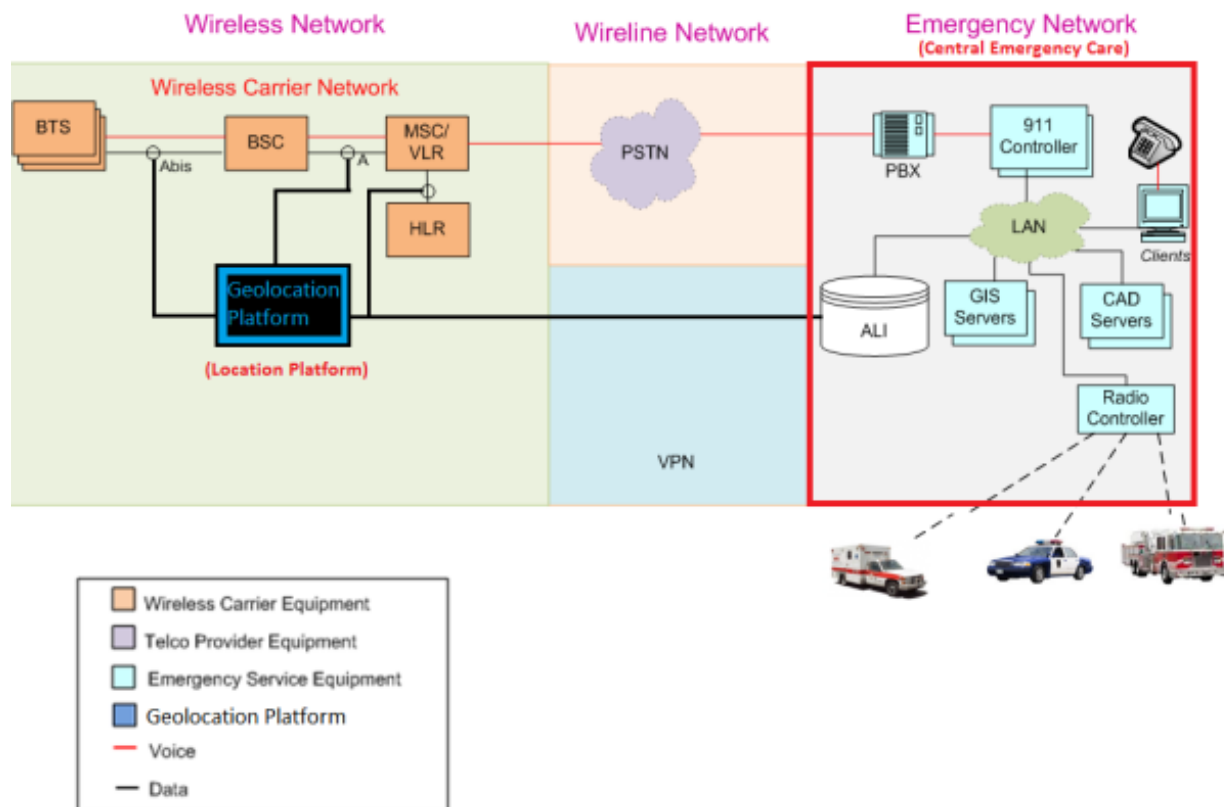 Wireless Network
Wireline Network
Emergency Network
(Central Emergency Care)
Wireless Carrier Network
BTS
BSC
MSC/
VLR
Abis
A
HLR
PSTN
PBX
911
Controller
LAN
Clients
Geolocation
Platform
(Location Platform)
ALI
GIS
Servers
CAD
Servers
Radio
Controller
VPN
Wireless Carrier Equipment
Telco Provider Equipment
Emergency Service Equipment
Geolocation Platform
Voice
Data